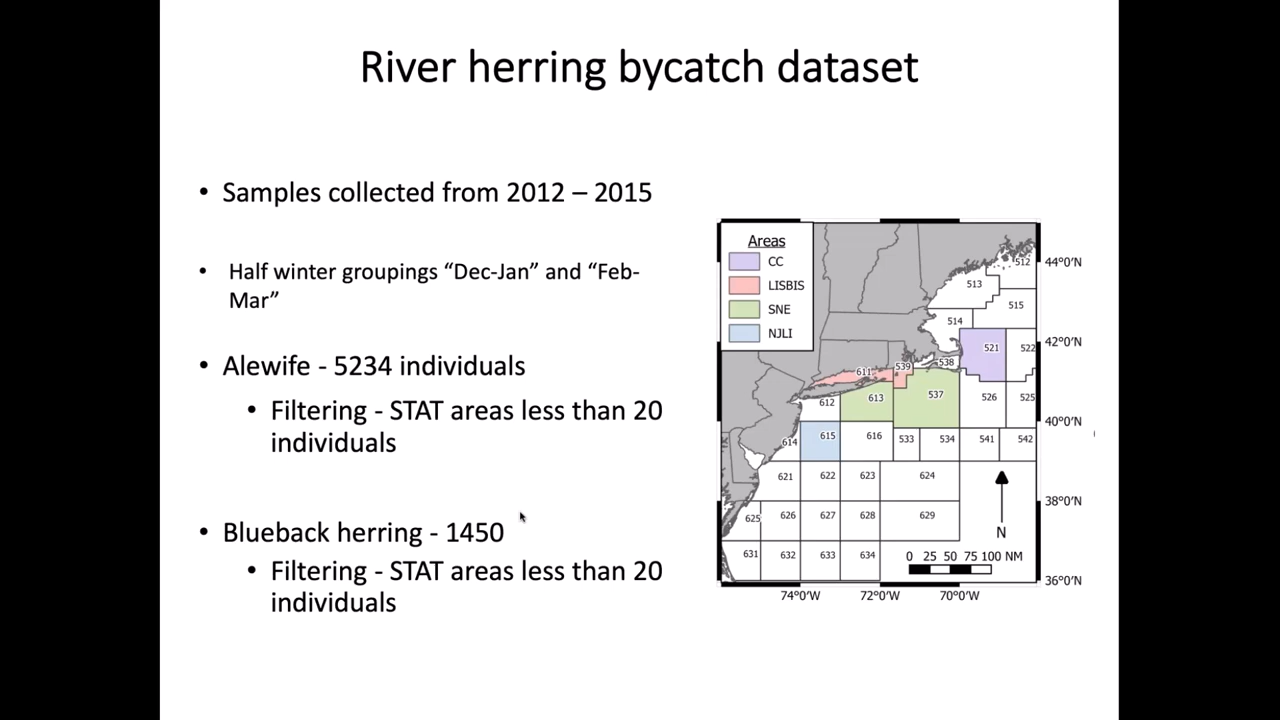 River herring bycatch dataset
• Samples collected from 2012 – 2015
• Half winter groupings “Dec-Jan” and “Feb-
Mar”
• Alewife - 5234 individuals
• Filtering - STAT areas less than 20
individuals
• Blueback herring - 1450
• Filtering - STAT areas less than 20
individuals
Areas
CC
LISBIS
SNE
NJLI
512
513
515
514
521
522
538
539
611
537
526
525
613
612
615
616
614
533
534
541
542
621
622
623
624
625
626
627
628
629
631
632
633
634
N
0 25 50 75 100 NM
44°0'N
42°0'N
40°0'N
38°0'N
36°0'N
74°0'W 72°0'W 70°0'W